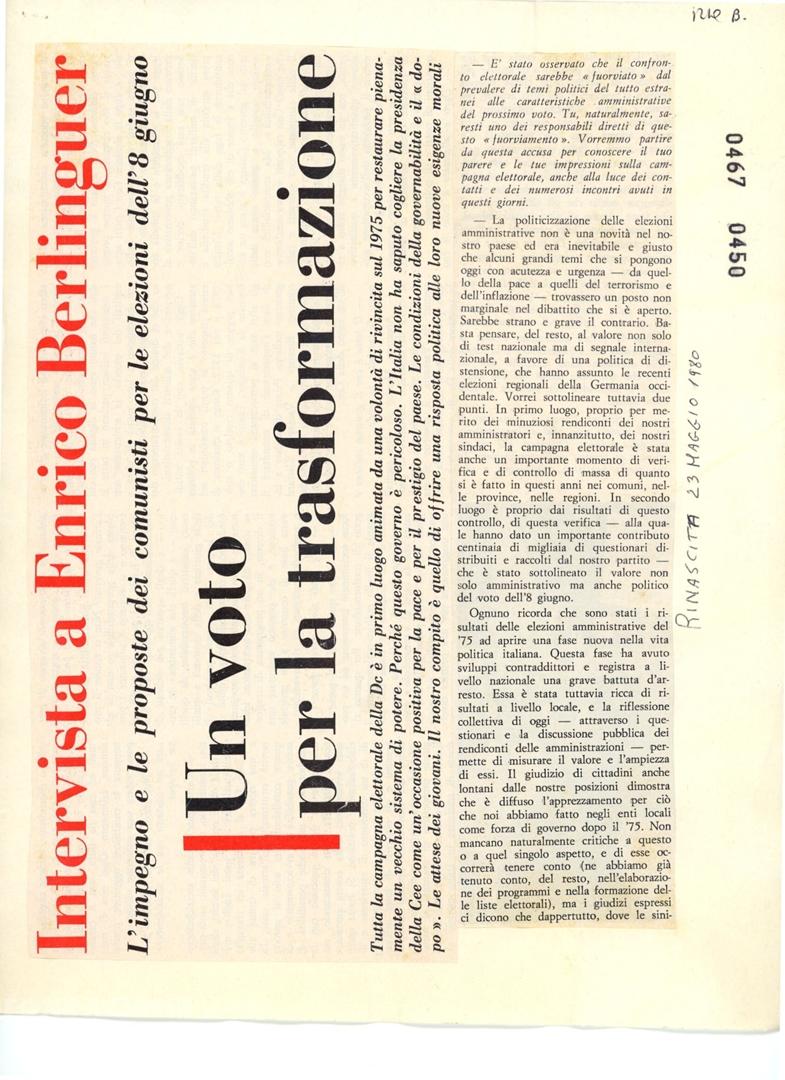 Intervista a Enrico Berlinguer
L'impegno e le proposte dei comunisti per le elezioni dell'8 giugno
Un voto
per la trasformazione
Tutta la campagna elettorale della Dc è in primo luogo animata da una volontà di rivincita sul 1975 per restaurare piena-
mente un vecchio sistema di potere. Perché questo governo è pericoloso. L'Italia non ha saputo cogliere la presidenza
della Cee come un'occasione positiva per la pace e per il prestigio del paese. Le condizioni della governabilità e il « do-
po ». Le attese dei giovani. Il nostro compito è quello di offrire una risposta politica alle loro nuove esigenze morali
— E' stato osservato che il confron-
to elettorale sarebbe « fuorviato » dal
prevalere di temi politici del tutto estra-
nei alle caratteristiche amministrative
del prossimo voto. Tu, naturalmente, sa-
resti uno dei responsabili diretti di que-
sto « fuorviamento ». Vorremmo partire
da questa accusa per conoscere il tuo
parere e le tue impressioni sulla cam-
pagna elettorale, anche alla luce dei con-
tatti e dei numerosi incontri avuti in
questi giorni.
— La politicizzazione delle elezioni
amministrative non è una novità nel no-
stro paese ed era inevitabile e giusto
che alcuni grandi temi che si pongono
oggi con acutezza e urgenza — da quel-
lo della pace a quelli del terrorismo e
dell'inflazione — trovassero un posto non
marginale nel dibattito che si è aperto.
Sarebbe strano e grave il contrario. Ba-
sta pensare, del resto, al valore non solo
di test nazionale ma di segnale interna-
zionale, a favore di una politica di di-
stensione, che hanno assunto le recenti
elezioni regionali della Germania occi-
dentale. Vorrei sottolineare tuttavia due
punti. In primo luogo, proprio per me-
rito dei minuziosi rendiconti dei nostri
amministratori e, innanzitutto, dei nostri
sindaci, la campagna elettorale è stata
anche un importante momento di veri-
fica e di controllo di massa di quanto
si è fatto in questi anni nei comuni, nel-
le province, nelle regioni. In secondo
luogo è proprio dai risultati di questo
controllo, di questa verifica — alla qua-
le hanno dato un importante contributo
centinaia di migliaia di questionari di-
stribuiti e raccolti dal nostro partito —
che è stato sottolineato il valore non
solo amministrativo ma anche politico
del voto dell'8 giugno.
Ognuno ricorda che sono stati i ri-
sultati delle elezioni amministrative del
'75 ad aprire una fase nuova nella vita
politica italiana. Questa fase ha avuto
sviluppi contraddittori e registra a li-
vello nazionale una grave battuta d'ar-
resto. Essa è stata tuttavia ricca di ri-
sultati a livello locale, e la riflessione
collettiva di oggi — attraverso i que-
stionari e la discussione pubblica dei
rendiconti delle amministrazioni — per-
mette di misurare il valore e l'ampiezza
di essi. Il giudizio di cittadini anche
lontani dalle nostre posizioni dimostra
che è diffuso l'apprezzamento per ciò
che noi abbiamo fatto negli enti locali
come forza di governo dopo il '75. Non
mancano naturalmente critiche a questo
o a quel singolo aspetto, e di esse oc-
correrà tenere conto (ne abbiamo già
tenuto conto, del resto, nell'elaborazio-
ne dei programmi e nella formazione del-
le liste elettorali), ma i giudizi espressi
ci dicono che dappertutto, dove le sini-
RINASCITA 23 MAGGIO 1980
0467 0450
B.